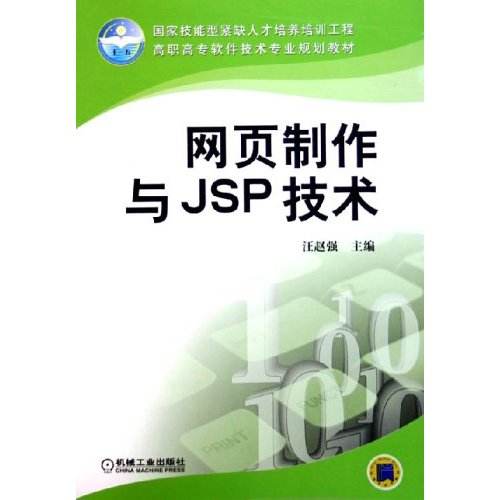 国家技能型紧缺人才培养培训工程
高职高专软件技术专业规划教材
网页制作
与JSP技术
汪赵强 主编
PRINT
机械工业出版社
CHINA MACHINE PRESS